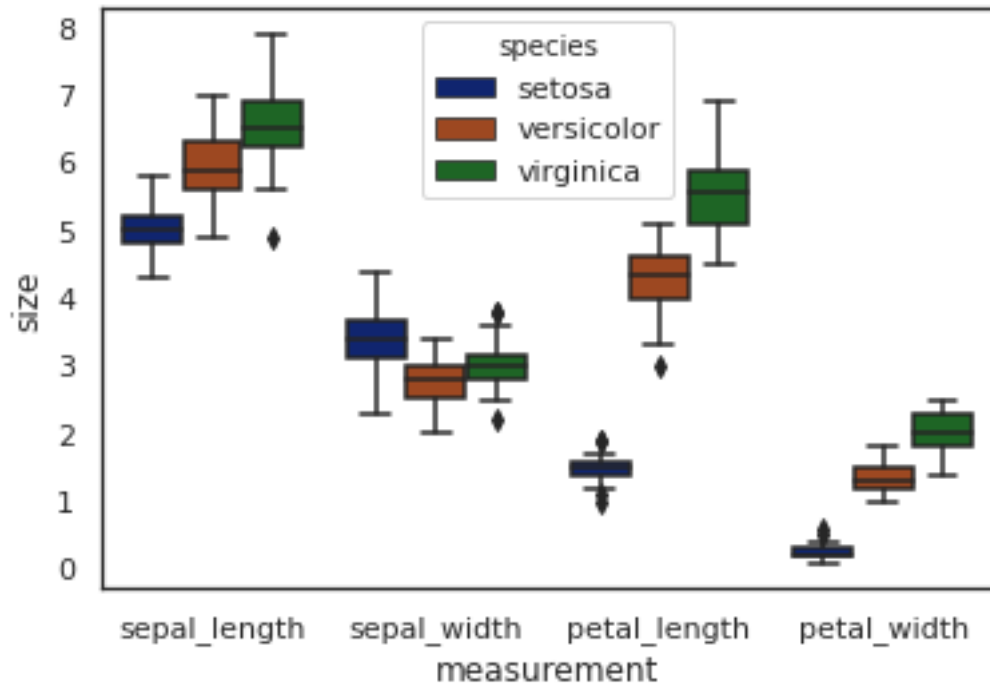 8
species
setosa
7
versicolor
6
virginica
5
4
size
3
2
1
0
sepal_length sepal_width petal_length petal_width
measurement